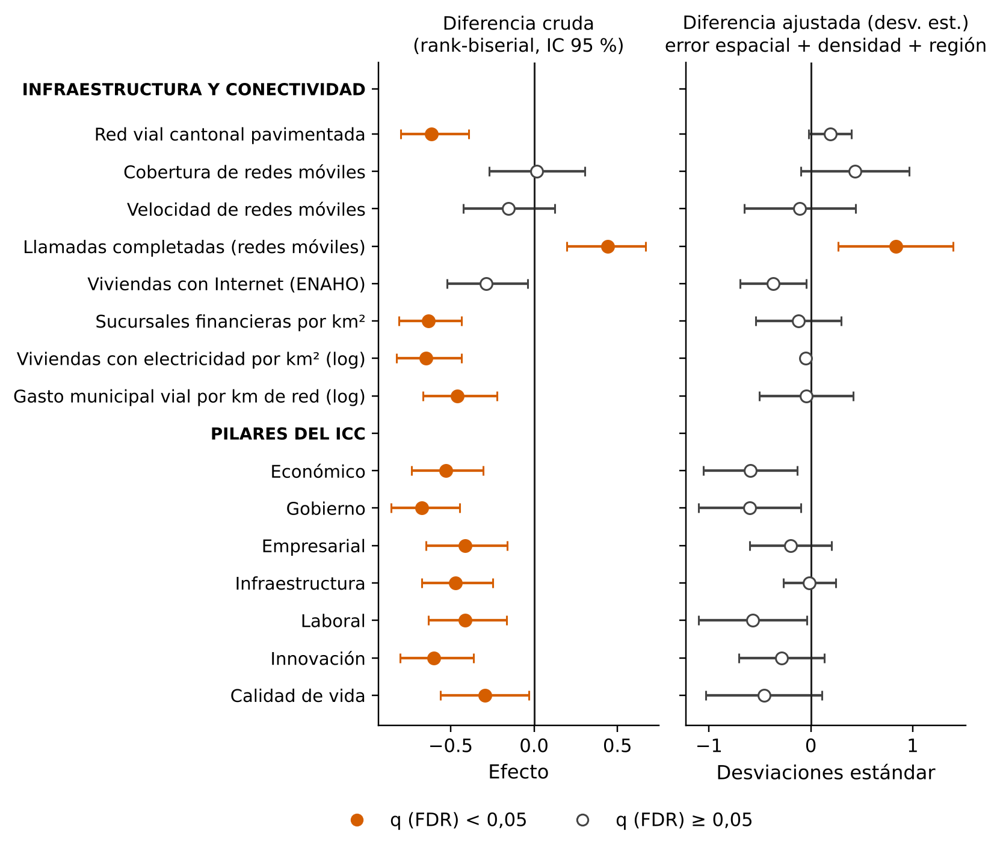 Diferencia cruda
(rank-biserial, IC 95 %)
Diferencia ajustada (desv. est.)
error espacial + densidad + región
INFRAESTRUCTURA Y CONECTIVIDAD
Red vial cantonal pavimentada
Cobertura de redes móviles
Velocidad de redes móviles
Llamadas completadas (redes móviles)
Viviendas con Internet (ENAHO)
Sucursales financieras por km²
Viviendas con electricidad por km² (log)
Gasto municipal vial por km de red (log)
PILARES DEL ICC
Económico
Gobierno
Empresarial
Infraestructura
Laboral
Innovación
Calidad de vida
−0.5 0.0 0.5
Efecto
−1 0 1
Desviaciones estándar
q (FDR) < 0,05
q (FDR) ≥ 0,05